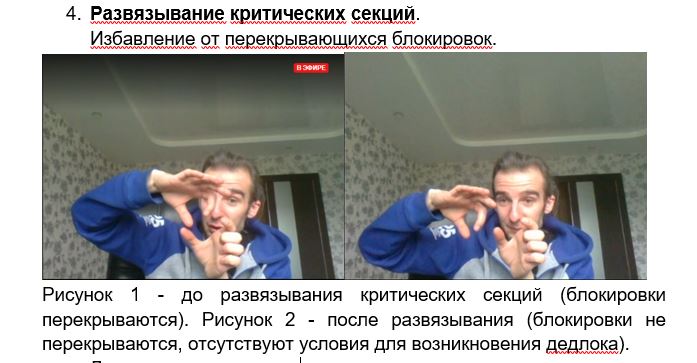 4. Развязывание критических секций.
Избавление от перекрывающихся блокировок.
В ЭФИРЕ
Рисунок 1 - до развязывания критических секций (блокировки
перекрываются). Рисунок 2 - после развязывания (блокировки не
перекрываются, отсутствуют условия для возникновения дедлока).